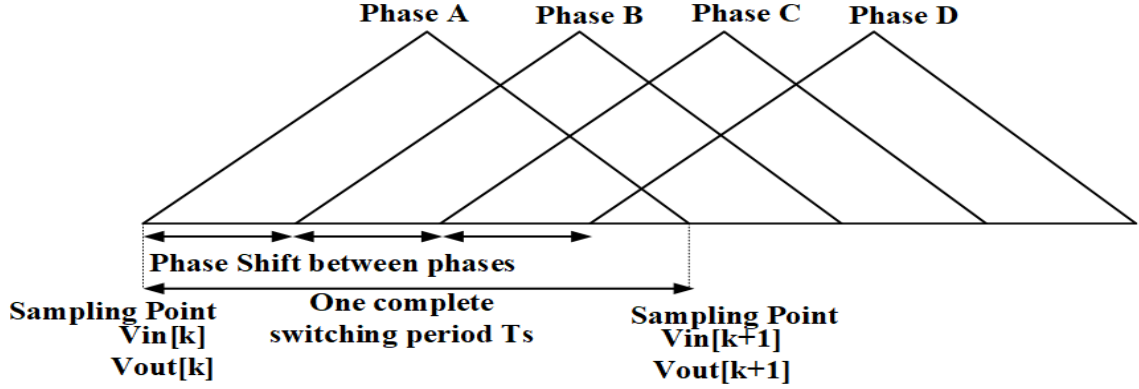 Phase A
Phase B
Phase C
Phase D
Phase Shift between phases
One complete
switching period Ts
Sampling Point
Vin[k]
Vout[k]
Sampling Point
Vin[k+1]
Vout[k+1]